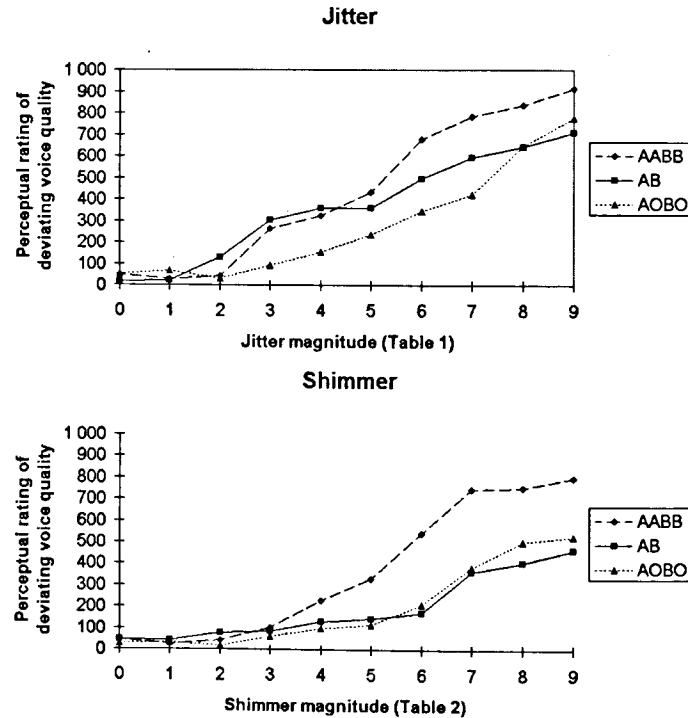 Jitter
Perceptual rating of
deviating voice quality
1 000
900
800
700
600
500
400
300
200
100
0
0 1 2 3 4 5 6 7 8 9
Jitter magnitude (Table 1)
AABB
AB
AOBO
Shimmer
Perceptual rating of
deviating voice quality
1 000
900
800
700
600
500
400
300
200
100
0
0 1 2 3 4 5 6 7 8 9
Shimmer magnitude (Table 2)
AABB
AB
AOBO